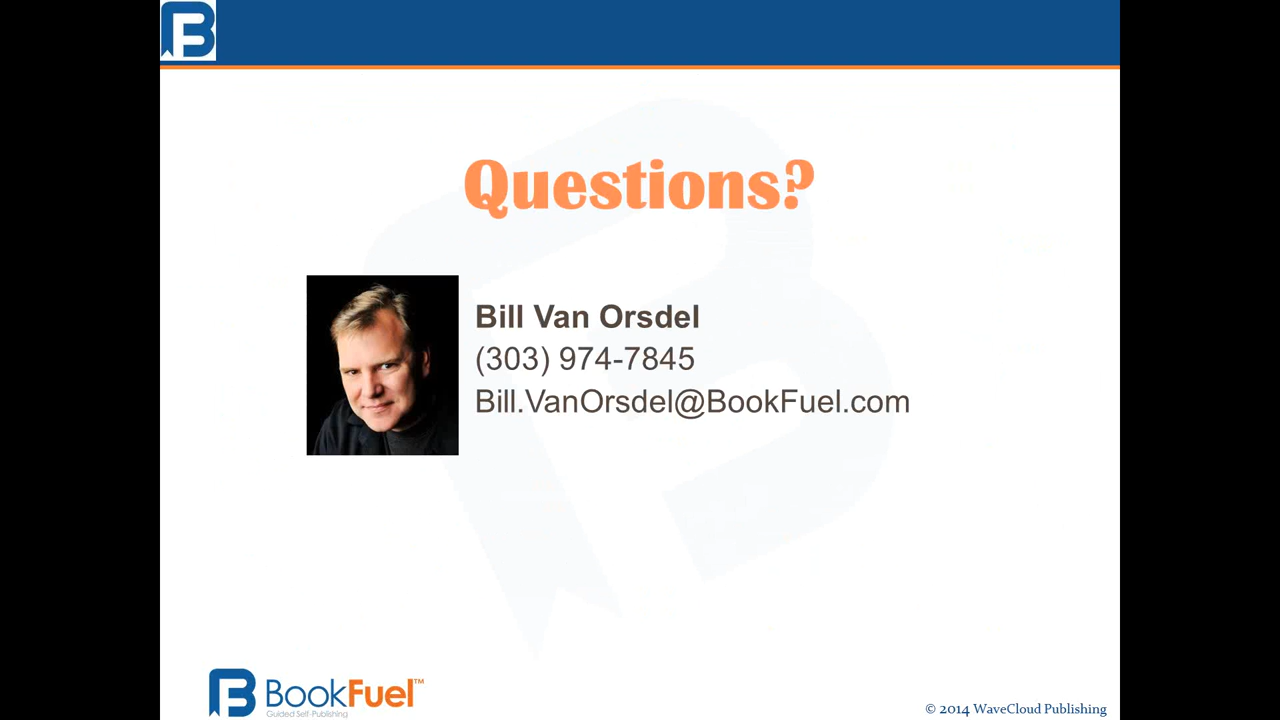 Questions?
Bill Van Orsdel
(303) 974-7845
Bill.VanOrsdel@BookFuel.com
BookFuel™
Guided Self-Publishing
© 2014 WaveCloud Publishing